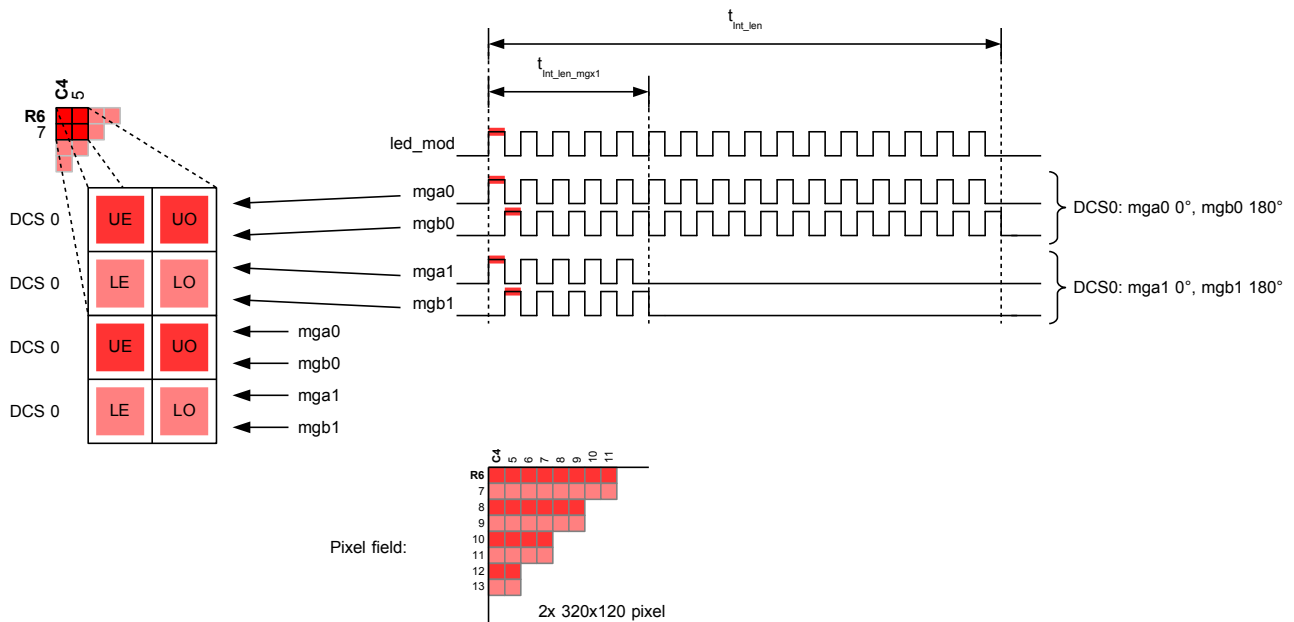 t Int_len
t Int_len_mgx1
C4
5
R6
7
led_mod
mga0
mgb0
DCS0: mga0 0°, mgb0 180°
mga1
mgb1
DCS0: mga1 0°, mgb1 180°
DCS 0 UE UO
DCS 0 LE LO
DCS 0 UE UO
mga0
mgb0
DCS 0 LE LO
mga1
mgb1
C4 5 6 7 8 9 10 11
R6
7
8
9
10
11
12
13
Pixel field:
2x 320x120 pixel